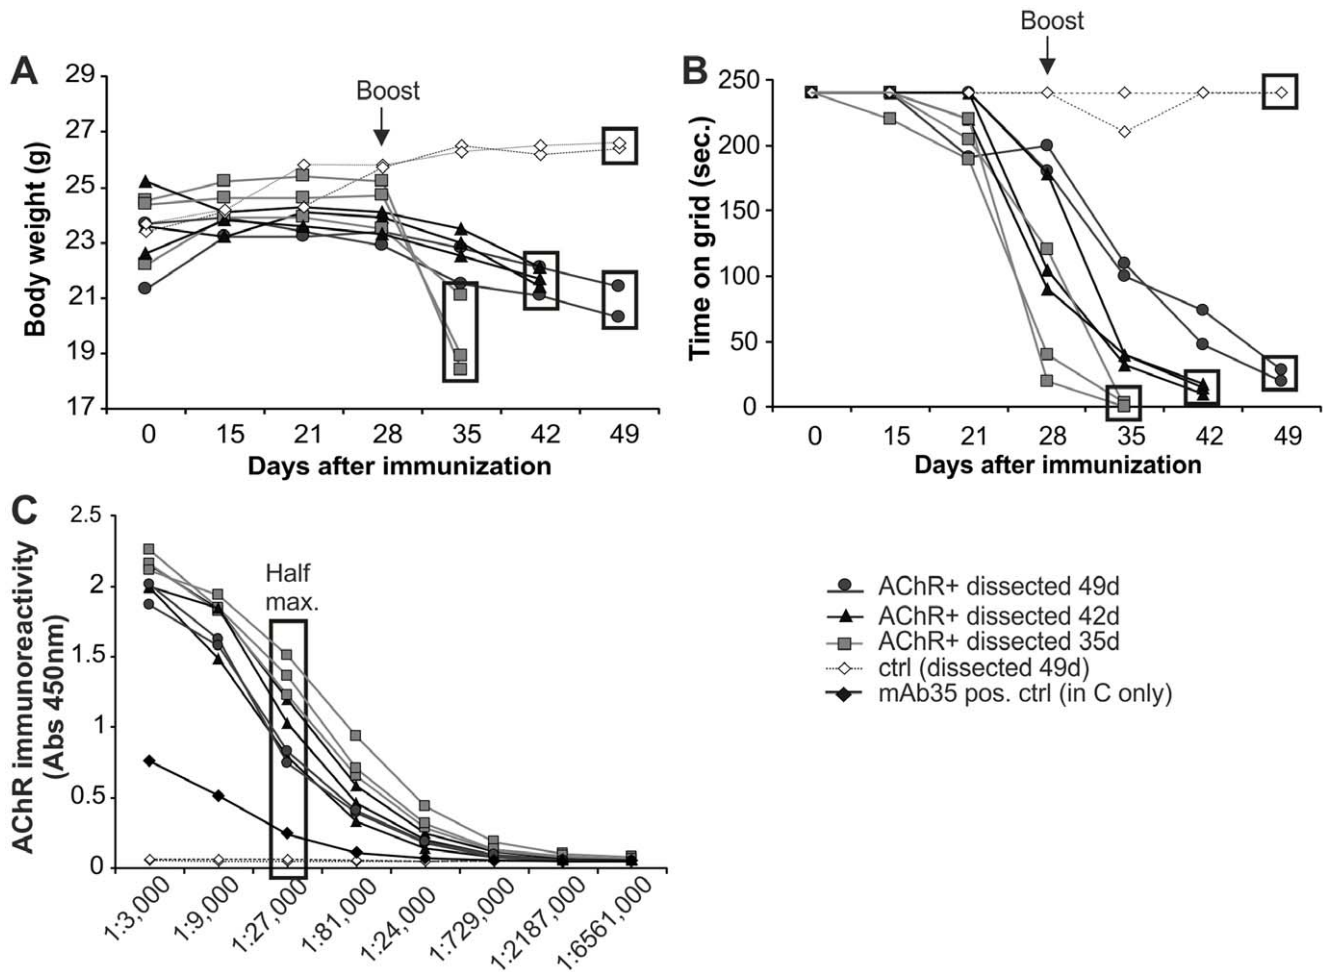 A
Boost
29
27
25
23
21
19
17
Body weight (g)
0 15 21 28 35 42 49
Days after immunization
B
Boost
250
200
150
100
50
0
Time on grid (sec.)
0 15 21 28 35 42 49
Days after immunization
C
2.5
2
1.5
1
0.5
0
AChR immunoreactivity
(Abs 450nm)
Half
max.
1:3,000 1:9,000 1:27,000 1:81,000 1:24,000 1:729,000 1:2187,000 1:6561,000
AChR+ dissected 49d
AChR+ dissected 42d
AChR+ dissected 35d
ctrl (dissected 49d)
mAb35 pos. ctrl (in C only)